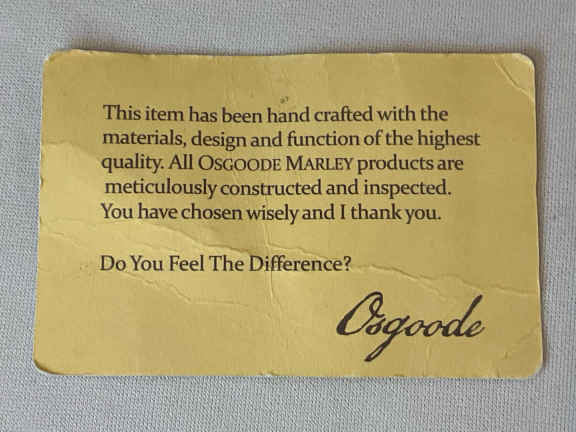 This item has been hand crafted with the
materials, design and function of the highest
quality. All OSGOODE MARLEY products are
meticulously constructed and inspected.
You have chosen wisely and I thank you.
Do You Feel The Difference?
Osgoode